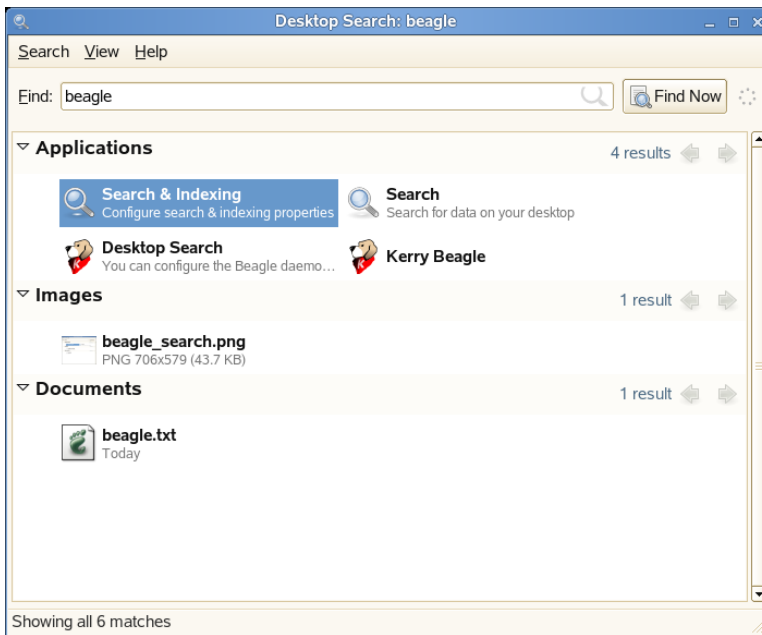 Desktop Search: beagle
Search View Help
Find: beagle Find Now
Applications 4 results
Search & Indexing
Configure search & indexing properties
Search
Search for data on your desktop
Desktop Search
You can configure the Beagle daemo...
Kerry Beagle
Images 1 result
beagle_search.png
PNG 706x579 (43.7 KB)
Documents 1 result
beagle.txt
Today
Showing all 6 matches